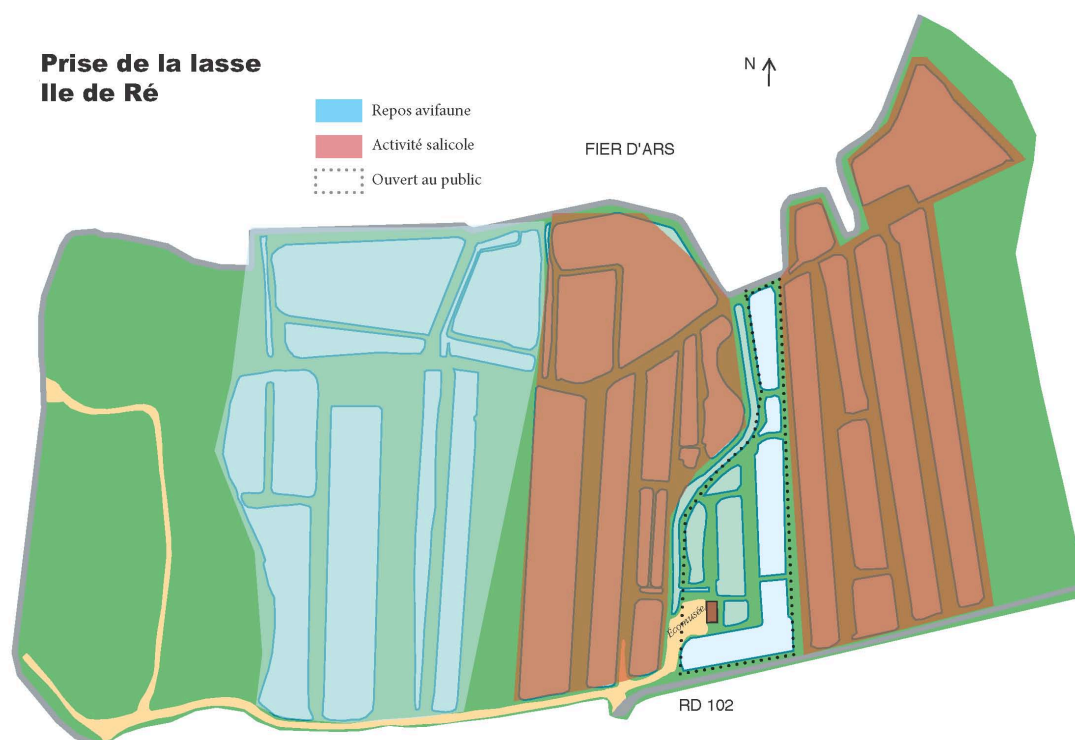 Prise de la lasse
Ile de Ré
N
Repos avifaune
Activité salicole
Ouvert au public
FIER D'ARS
Écomusée
RD 102